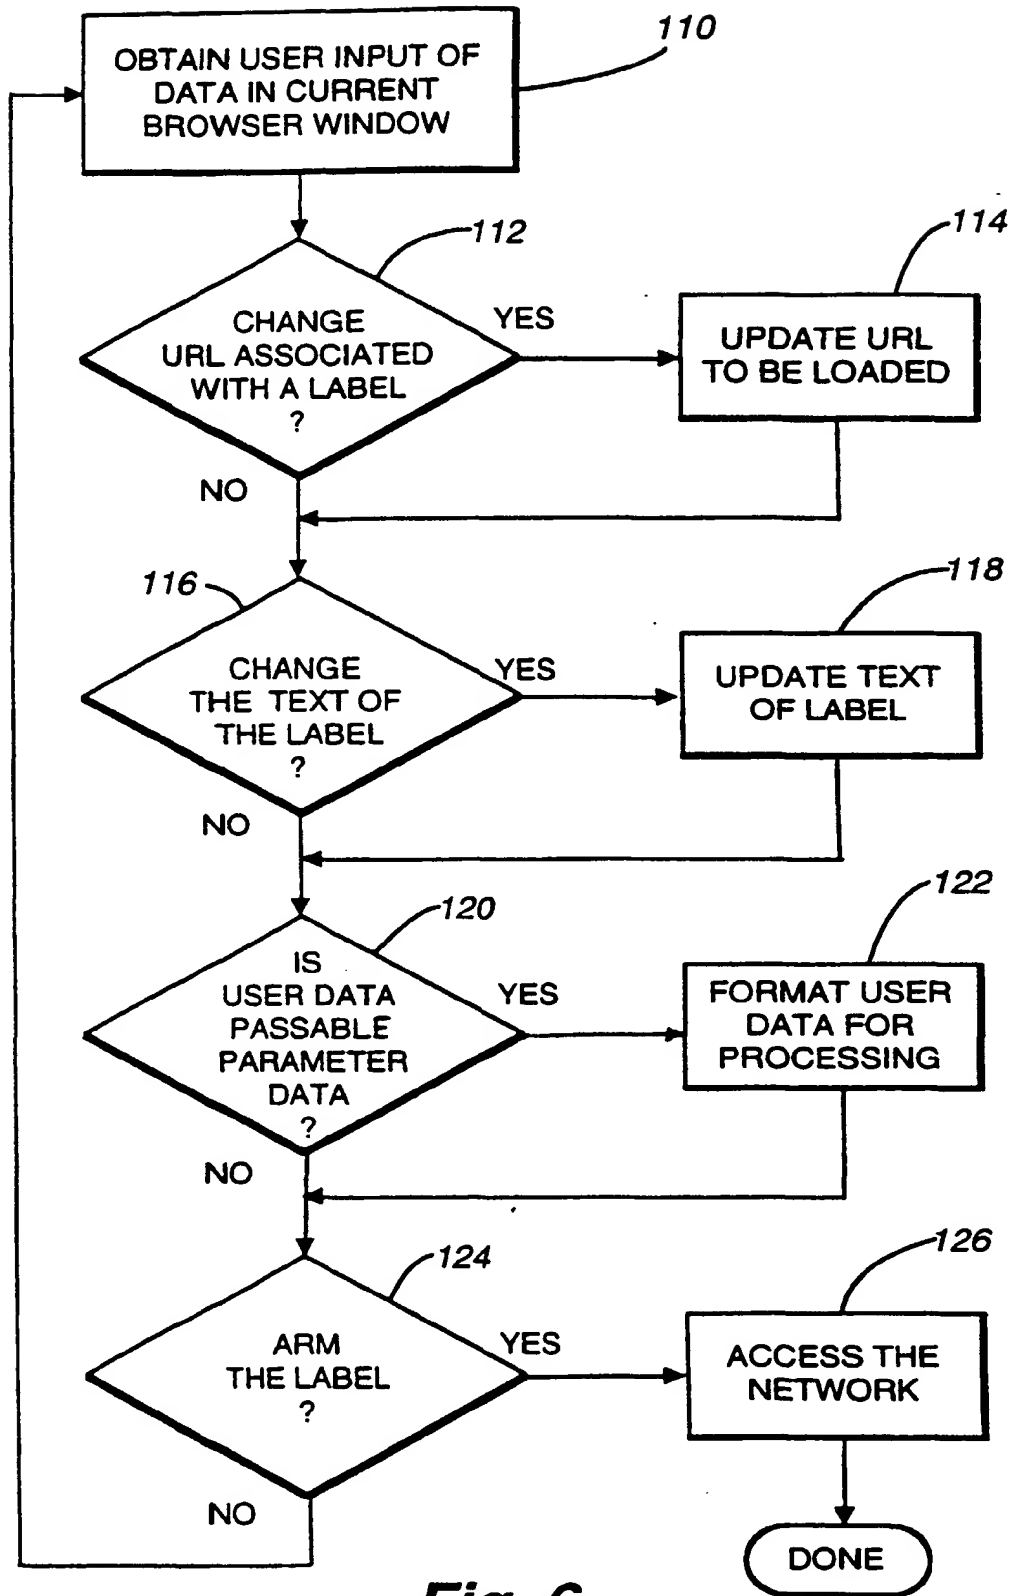 110
OBTAIN USER INPUT OF
DATA IN CURRENT
BROWSER WINDOW
112
114
CHANGE
URL ASSOCIATED
WITH A LABEL
?
YES
UPDATE URL
TO BE LOADED
NO
116
118
CHANGE
THE TEXT OF
THE LABEL
?
YES
UPDATE TEXT
OF LABEL
NO
120
122
IS
USER DATA
PASSABLE
PARAMETER
DATA
?
YES
FORMAT USER
DATA FOR
PROCESSING
NO
124
126
ARM
THE LABEL
?
YES
ACCESS THE
NETWORK
NO
DONE
Fig. 6